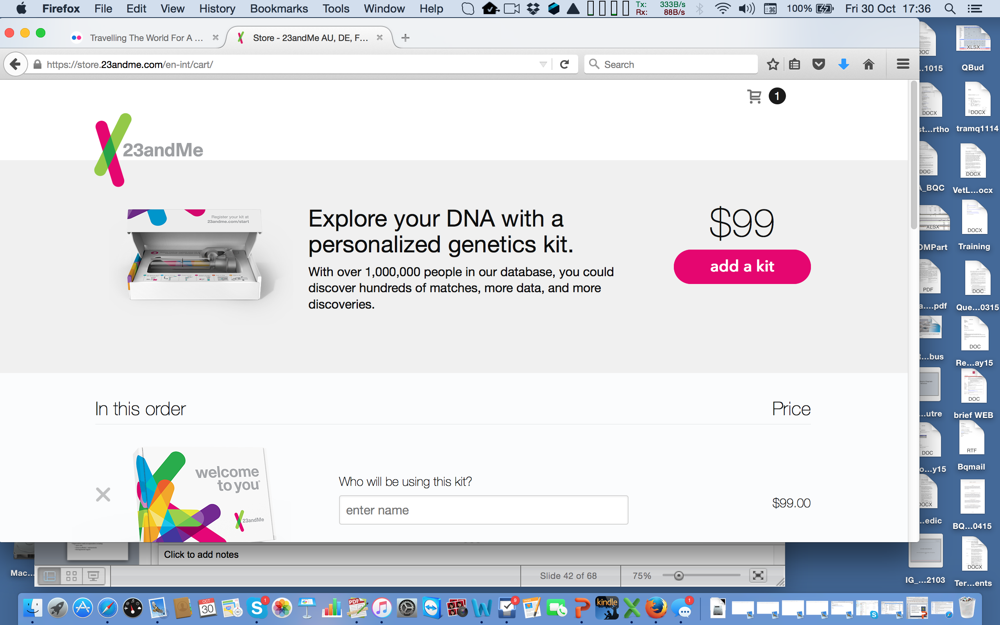 Firefox File Edit View History Bookmarks Tools Window Help
Tx: 333B/s
Rx: 88B/s
100% Fri 30 Oct 17:36
Travelling The World For A ...
Store - 23andMe AU, DE, F...
https://store.23andme.com/en-int/cart/
Search
1
23andMe
Register your kit at
23andme.com/start
Explore your DNA with a
personalized genetics kit.
With over 1,000,000 people in our database, you could
discover hundreds of matches, more data, and more
discoveries.
$99
add a kit
In this order
Price
welcome
to you
23andMe
Who will be using this kit?
enter name
$99.00
Click to add notes
Slide 42 of 68
75%
Mac...
DOC
XLSX
...1015
QBud
DOCX
DOCX
st...rtho
tramq1114
DOC
DOCX
A_BQC
VetL...ocx
XLSX
DOCX
OMPart
Training
PDF
DOC
a....pdf
Que...0315
DOC
R...bus
Re...ay15
DOC
...utre
brief WEB
DOC
RTF
o...y15
Bqmail
DOCX
...edic
BQ...0415
DOCX
IG_...2103
Ter...ents
OCT
30
S
1
PDF
9
PAGES
kindle
1